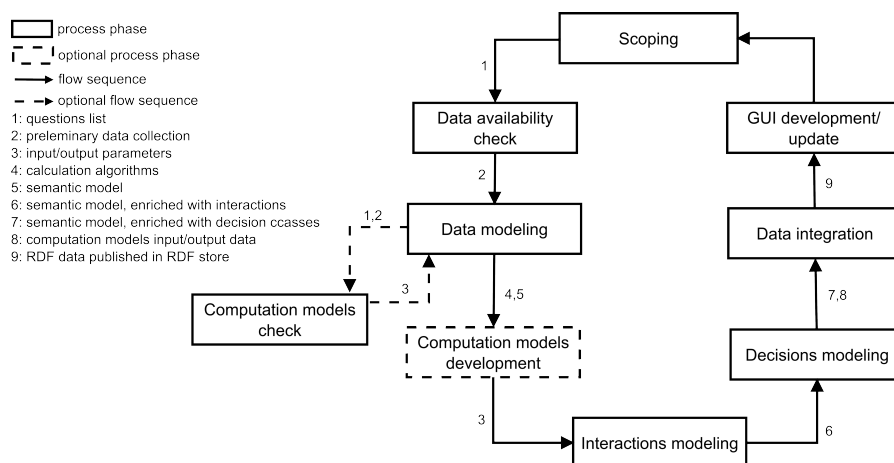 process phase
optional process phase
flow sequence
optional flow sequence
1: questions list
2: preleminary data collection
3: input/output parameters
4: calculation algorithms
5: semantic model
6: semantic model, enriched with interactions
7: semantic model, enriched with decision ccasses
8: computation models input/output data
9: RDF data published in RDF store
Scoping
1
Data availability
check
2
Data modeling
1,2
3
Computation models
check
4,5
Computation models
development
3
Interactions modeling
6
Decisions modeling
7,8
Data integration
9
GUI development/
update